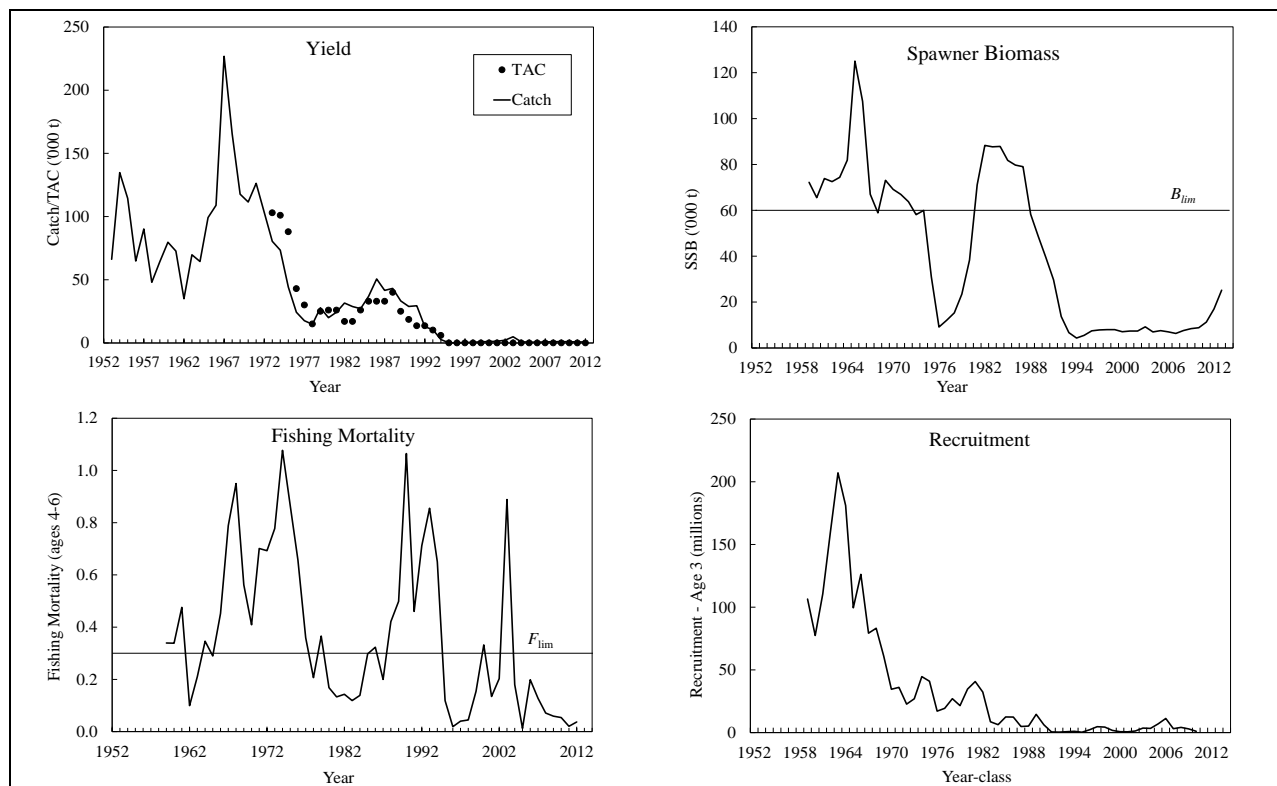 Yield
Catch/TAC ('000 t)
250
200
150
100
50
0
TAC
Catch
1952 1957 1962 1967 1972 1977 1982 1987 1992 1997 2002 2007 2012
Year
Spawner Biomass
SSB ('000 t)
140
120
100
80
60
40
20
0
Blim
1952 1958 1964 1970 1976 1982 1988 1994 2000 2006 2012
Year
Fishing Mortality
Fishing Mortality (ages 4-6)
1.2
1.0
0.8
0.6
0.4
0.2
0.0
Flim
1952 1962 1972 1982 1992 2002 2012
Year
Recruitment
Recruitment - Age 3 (millions)
250
200
150
100
50
0
1952 1958 1964 1970 1976 1982 1988 1994 2000 2006 2012
Year-class